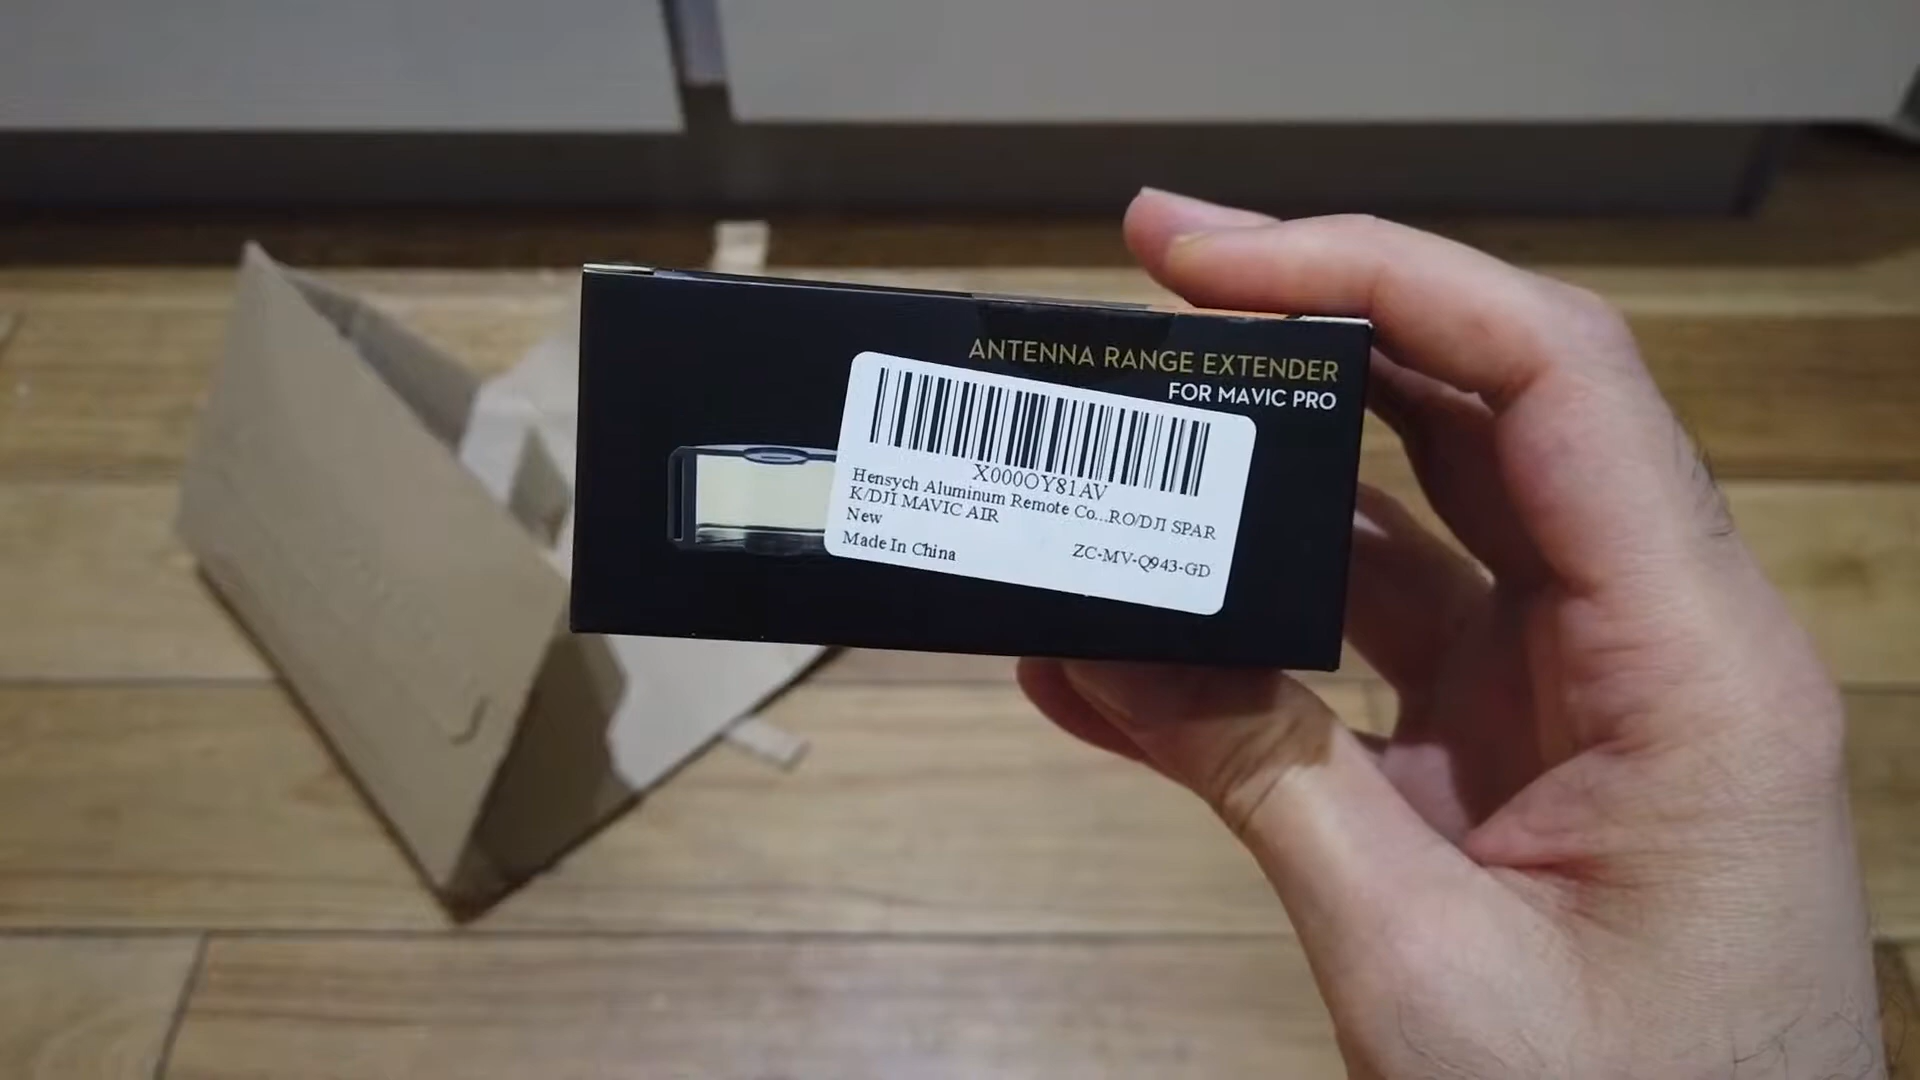 ANTENNA RANGE EXTENDER
FOR MAVIC PRO
X000OY81AV
Hensych Aluminum Remote Co...RO/DJI SPAR
K/DJI MAVIC AIR
New
Made In China ZC-MV-Q943-GD